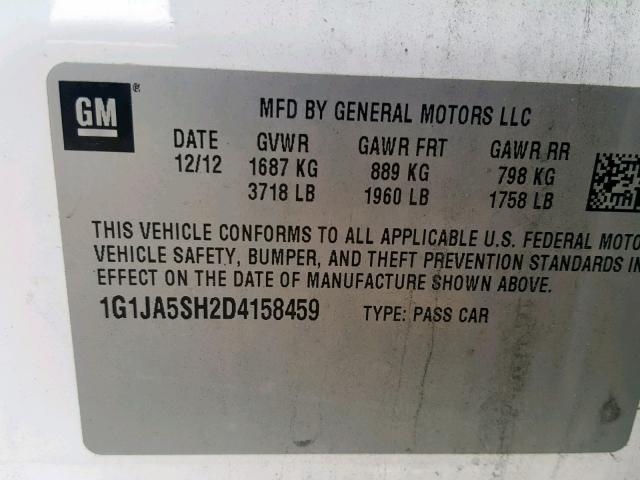 GM ®
MFD BY GENERAL MOTORS LLC
DATE GVWR GAWR FRT GAWR RR
12/12 1687 KG 889 KG 798 KG
3718 LB 1960 LB 1758 LB
THIS VEHICLE CONFORMS TO ALL APPLICABLE U.S. FEDERAL MOTO
VEHICLE SAFETY, BUMPER, AND THEFT PREVENTION STANDARDS IN
EFFECT ON THE DATE OF MANUFACTURE SHOWN ABOVE.
1G1JA5SH2D4158459 TYPE: PASS CAR